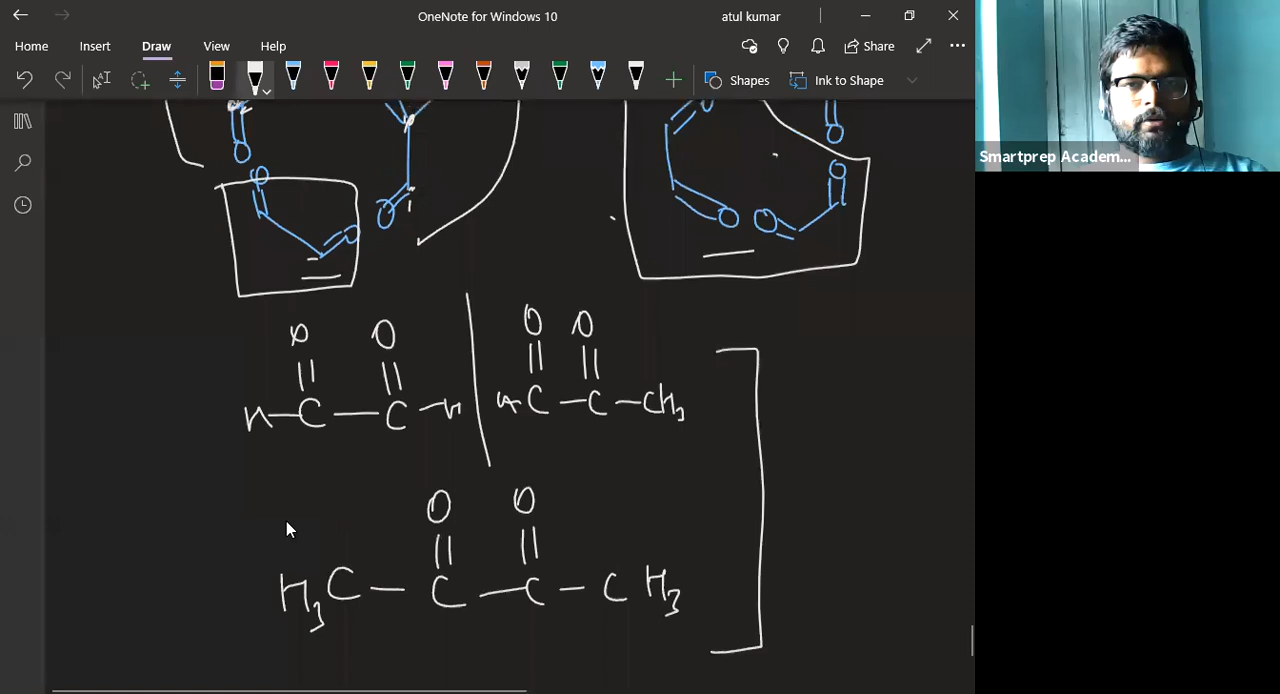 OneNote for Windows 10
atul kumar
Home Insert Draw View Help
Share
Shapes
Ink to Shape
Smartprep Academ...
O O O
O O
O O O O
O O
O O
H—C—C—H
H—C—C—CH3
O O
H3C—C—C—CH3